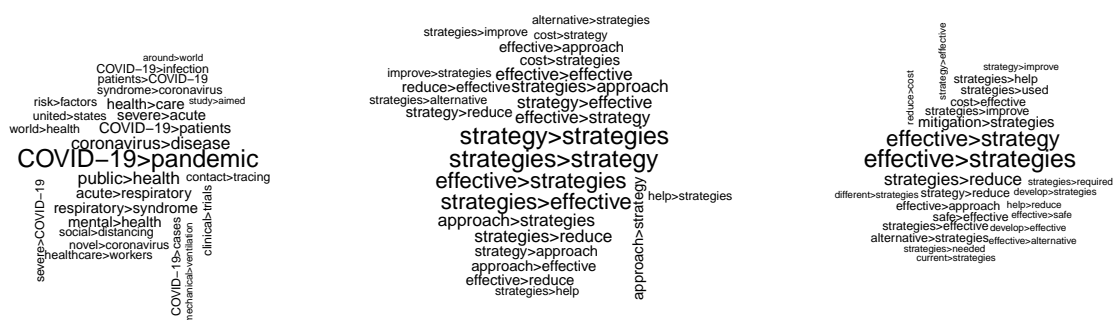 around>world
COVID−19>infection
patients>COVID−19
syndrome>coronavirus
risk>factors
health>care
study>aimed
united>states
severe>acute
world>health
COVID−19>patients
coronavirus>disease
COVID−19>pandemic
public>health
contact>tracing
acute>respiratory
respiratory>syndrome
mental>health
social>distancing
novel>coronavirus
healthcare>workers
severe>COVID−19
COVID−19>cases
mechanical>ventilation
clinical>trials
alternative>strategies
strategies>improve
cost>strategy
effective>approach
cost>strategies
improve>strategies
effective>effective
reduce>effective
strategies>approach
strategies>alternative
strategy>effective
strategy>reduce
effective>strategy
strategy>strategies
strategies>strategy
effective>strategies
help>strategies
strategies>effective
approach>strategies
approach>strategy
strategies>reduce
strategy>approach
approach>effective
effective>reduce
strategies>help
strategy>effective
reduce>cost
strategy>improve
strategies>help
strategies>used
cost>effective
strategies>improve
mitigation>strategies
effective>strategy
effective>strategies
strategies>reduce
strategies>required
different>strategies
strategy>reduce
develop>strategies
effective>approach
help>reduce
safe>effective
effective>safe
strategies>effective
develop>effective
alternative>strategies
effective>alternative
strategies>needed
current>strategies